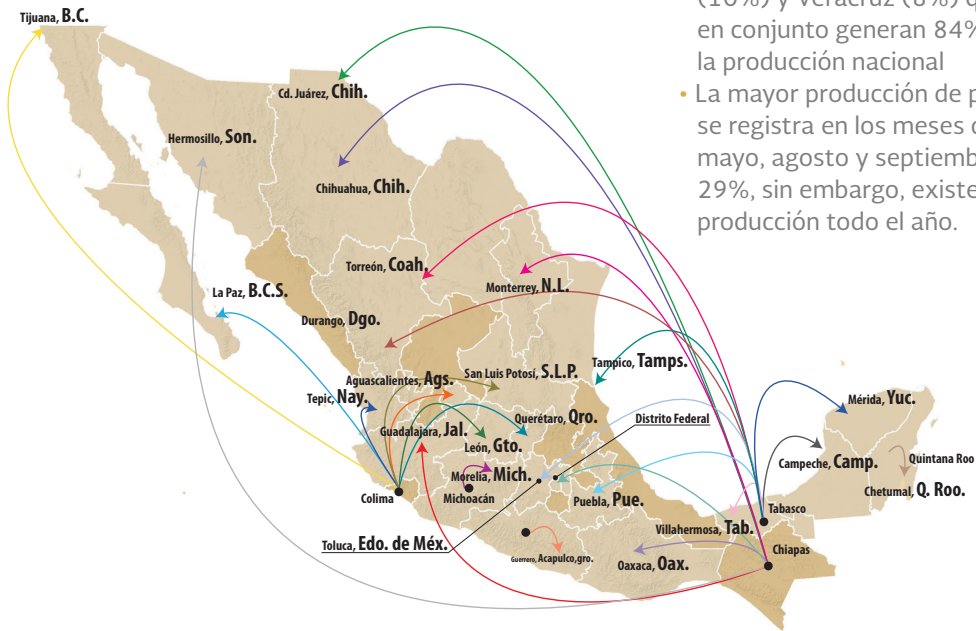 (10%) y Veracruz (8%)
en conjunto generan 84%
la producción nacional
• La mayor producción de
se registra en los meses
mayo, agosto y
29%, sin embargo, existe
producción todo el año.
Tijuana, B.C.
Cd. Juárez, Chih.
Hermosillo, Son.
Chihuahua, Chih.
Torreón, Coah.
Monterrey, N.L.
La Paz, B.C.S.
Durango, Dgo.
Tampico, Tamps.
San Luis Potosí, S.L.P.
Aguascalientes, Ags.
Tepic, Nay.
Mérida, Yuc.
Querétaro, Qro.
Distrito Federal
Guadalajara, Jal.
León, Gto.
Quintana Roo
Campeche, Camp.
Morelia, Mich.
Chetumal, Q. Roo.
Colima
Michoacán
Puebla, Pue.
Tabasco
Villahermosa, Tab.
Toluca, Edo. de Méx.
Chiapas
Guerrero, Acapulco,gro.
Oaxaca, Oax.